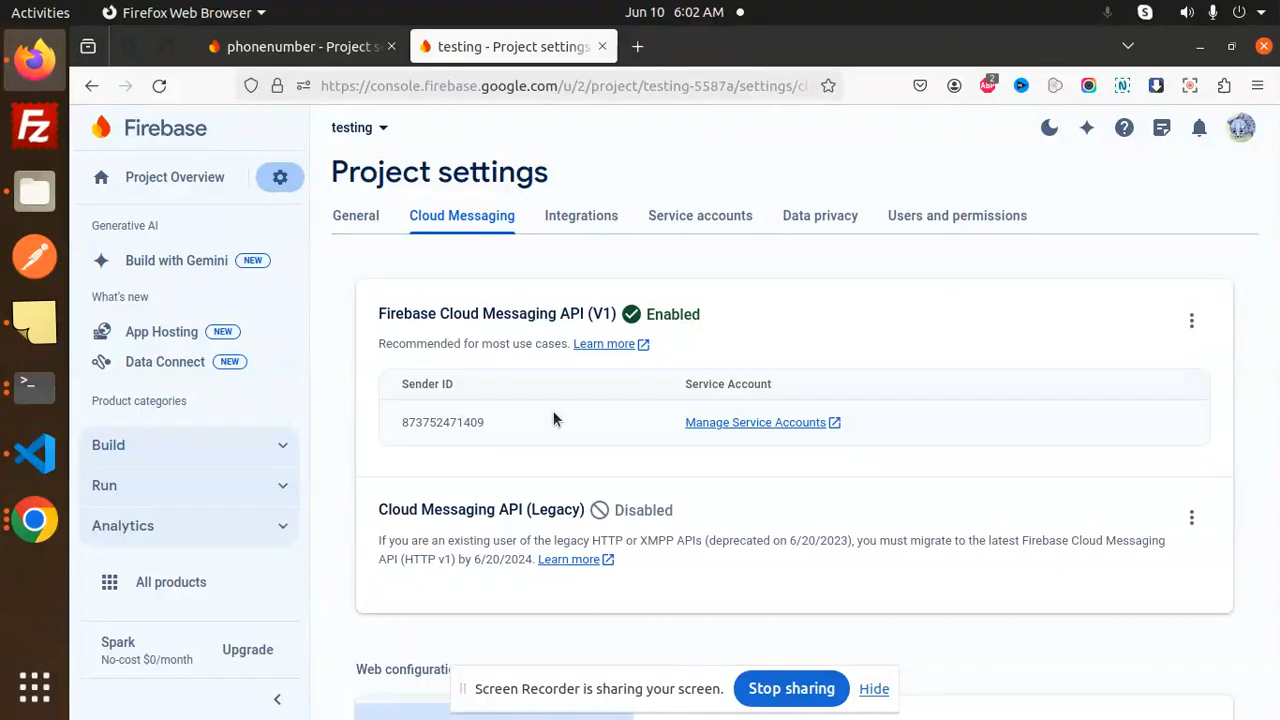 Activities
Firefox Web Browser
Jun 10 6:02 AM
phonenumber - Project s
testing - Project settings
https://console.firebase.google.com/u/2/project/testing-5587a/settings/cl
2
Firebase
testing
Project Overview
Project settings
General
Cloud Messaging
Integrations
Service accounts
Data privacy
Users and permissions
Generative AI
Build with Gemini
NEW
What's new
App Hosting
NEW
Data Connect
NEW
Product categories
Build
Run
Analytics
All products
Spark
No-cost $0/month
Upgrade
Firebase Cloud Messaging API (V1)
Enabled
Recommended for most use cases. Learn more
Sender ID
Service Account
873752471409
Manage Service Accounts
Cloud Messaging API (Legacy)
Disabled
If you are an existing user of the legacy HTTP or XMPP APIs (deprecated on 6/20/2023), you must migrate to the latest Firebase Cloud Messaging
API (HTTP v1) by 6/20/2024. Learn more
Web configurati
Screen Recorder is sharing your screen.
Stop sharing
Hide